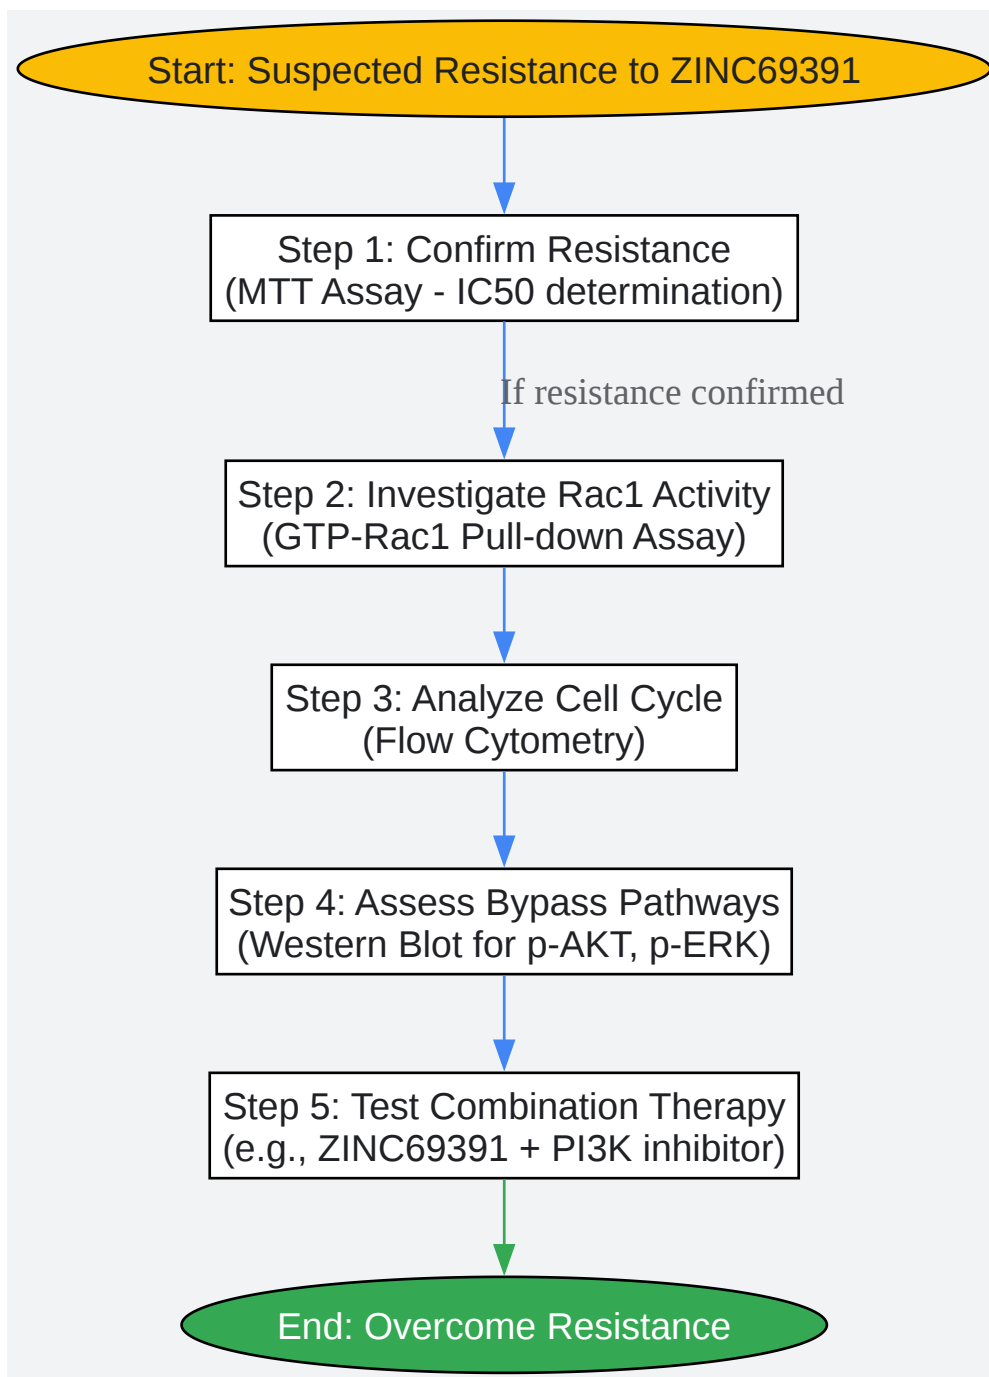 Start: Suspected Resistance to ZINC69391
Step 1: Confirm Resistance
(MTT Assay - IC50 determination)
If resistance confirmed
Step 2: Investigate Rac1 Activity
(GTP-Rac1 Pull-down Assay)
Step 3: Analyze Cell Cycle
(Flow Cytometry)
Step 4: Assess Bypass Pathways
(Western Blot for p-AKT, p-ERK)
Step 5: Test Combination Therapy
(e.g., ZINC69391 + PI3K inhibitor)
End: Overcome Resistance